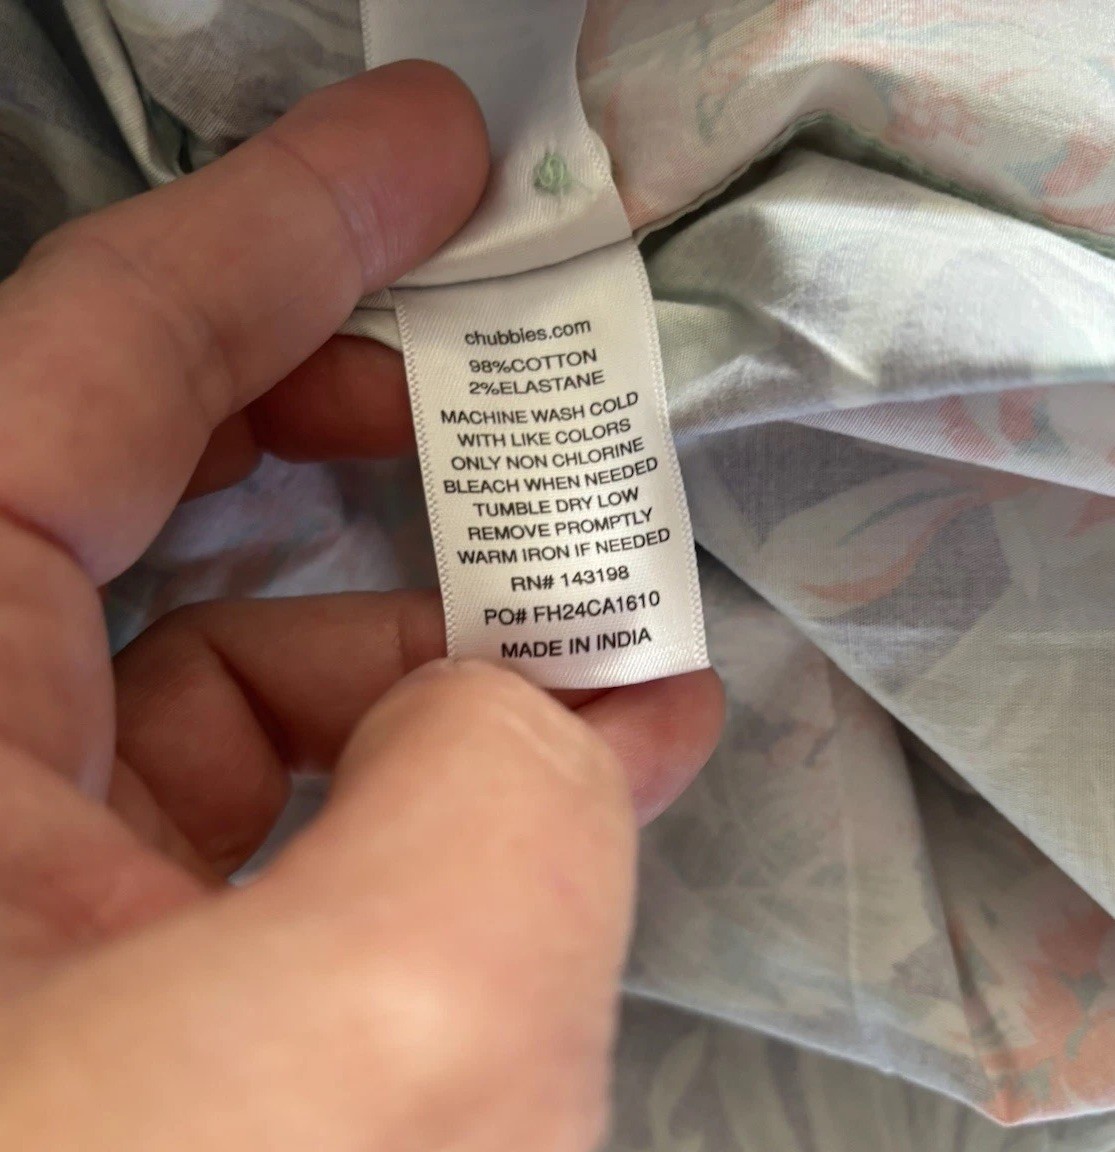 chubbies.com
98%COTTON
2%ELASTANE
MACHINE WASH COLD
WITH LIKE COLORS
ONLY NON CHLORINE
BLEACH WHEN NEEDED
TUMBLE DRY LOW
REMOVE PROMPTLY
WARM IRON IF NEEDED
RN# 143198
PO# FH24CA1610
MADE IN INDIA